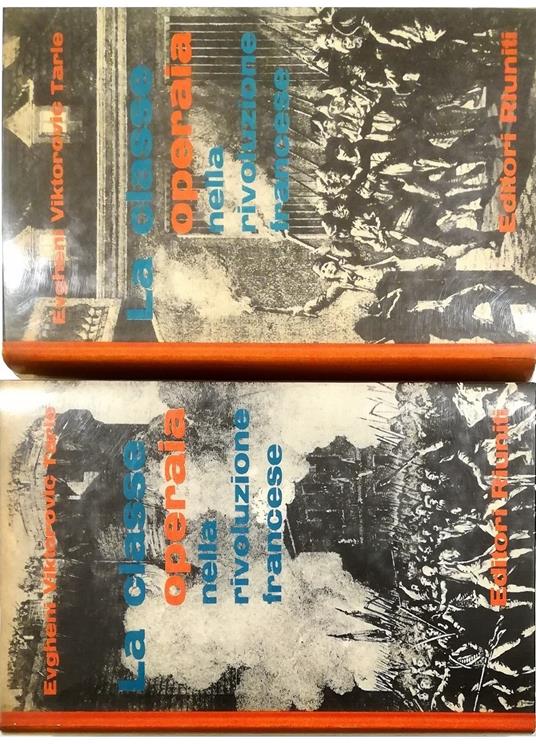 Evgheni Viktorovic Tarle
La classe
operaia
nella
rivoluzione
francese
Editori Riuniti
Evgheni Viktorovic Tarle
La classe
operaia
nella
rivoluzione
francese
Editori Riuniti